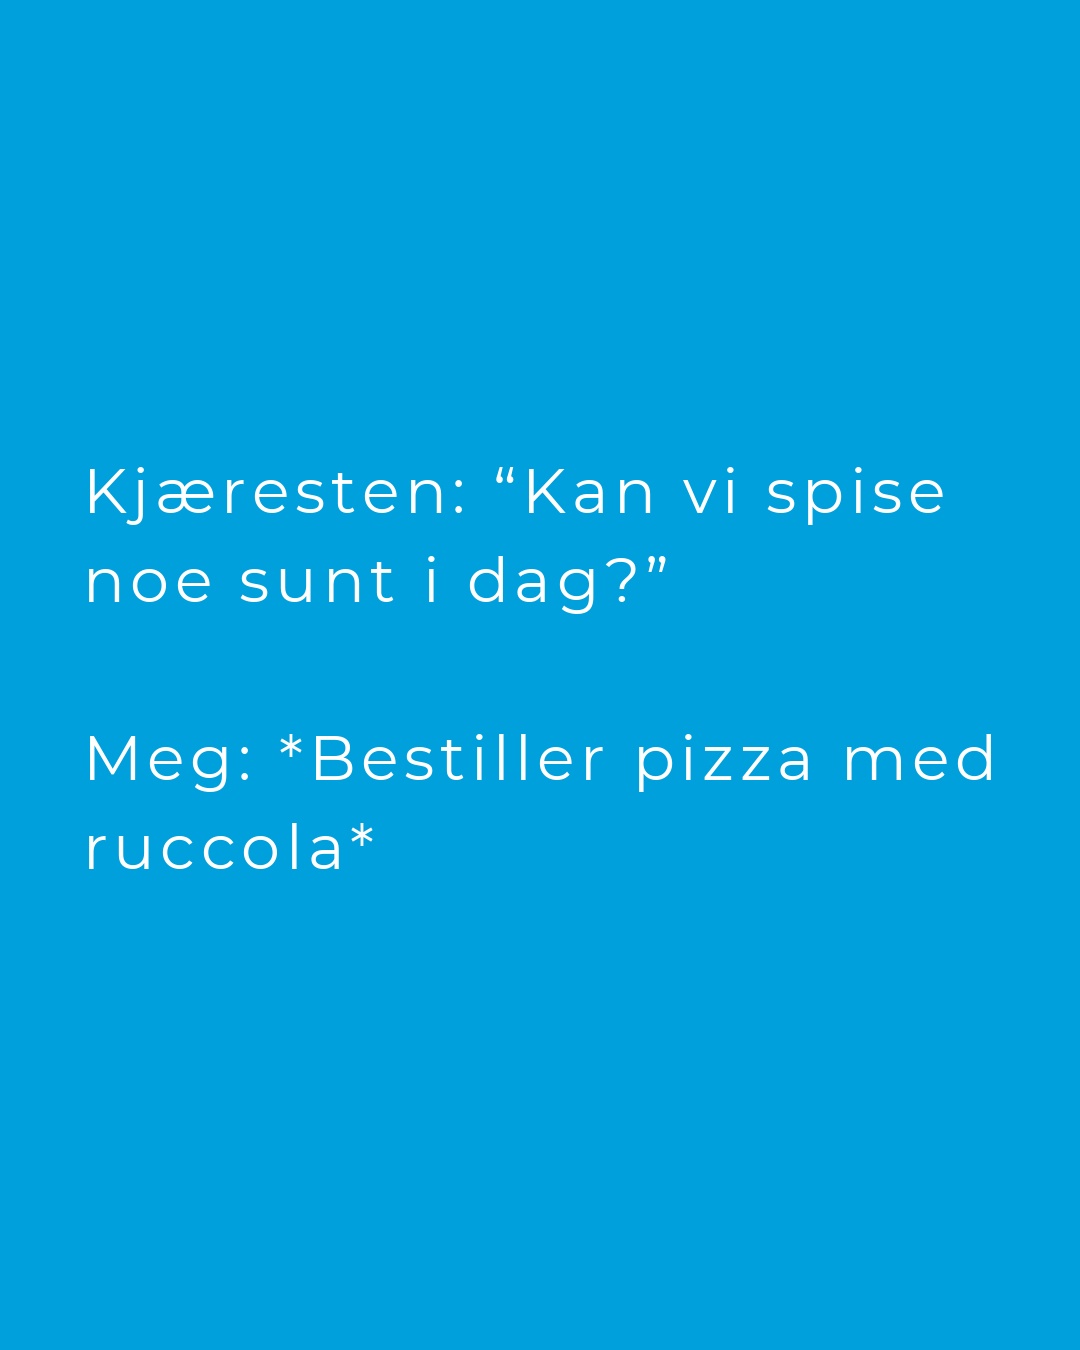 Kjæresten: “Kan vi spise
noe sunt i dag?”
Meg: *Bestiller pizza med
ruccola*